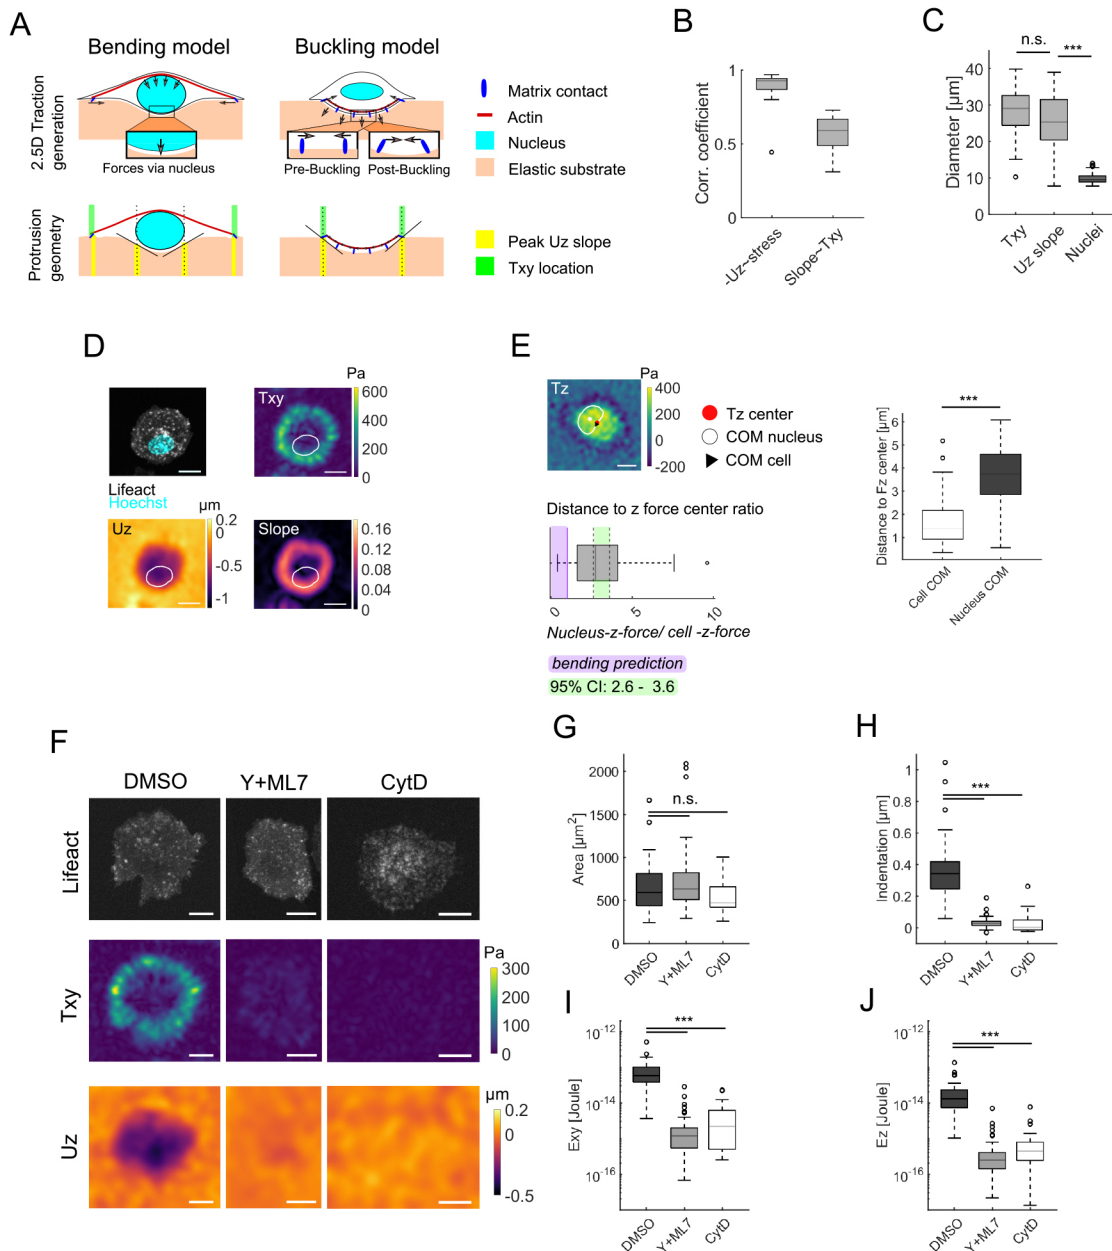 A
Bending model
Buckling model
2.5D Traction
generation
Forces via nucleus
Pre-Buckling
Post-Buckling
Matrix contact
Actin
Nucleus
Elastic substrate
Protrusion
geometry
Peak Uz slope
Txy location
B
Corr. coefficient
1
0.5
0
-Uz~stress
Slope~Txy
C
Diameter [µm]
n.s.
***
40
30
20
10
0
Txy
Uz slope
Nuclei
D
Lifeact
Hoechst
Txy
Pa
600
400
200
0
Uz
µm
0.2
0
-0.5
-1
Slope
0.16
0.12
0.08
0.04
0
E
Tz
Pa
400
200
0
-200
Tz center
COM nucleus
COM cell
Distance to z force center ratio
0
5
10
Nucleus-z-force/ cell -z-force
bending prediction
95% CI: 2.6 - 3.6
Distance to Fz center [µm]
***
6
5
4
3
2
1
Cell COM
Nucleus COM
F
DMSO
Y+ML7
CytD
Lifeact
Txy
Pa
300
200
100
0
Uz
µm
0.2
0
-0.5
G
Area [µm²]
n.s.
2000
1500
1000
500
0
DMSO
Y+ML7
CytD
H
Indentation [µm]
***
1
0.8
0.6
0.4
0.2
0
DMSO
Y+ML7
CytD
I
Exy [Joule]
***
10⁻¹²
10⁻¹⁴
10⁻¹⁶
DMSO
Y+ML7
CytD
J
Ez [Joule]
***
10⁻¹²
10⁻¹⁴
10⁻¹⁶
DMSO
Y+ML7
CytD